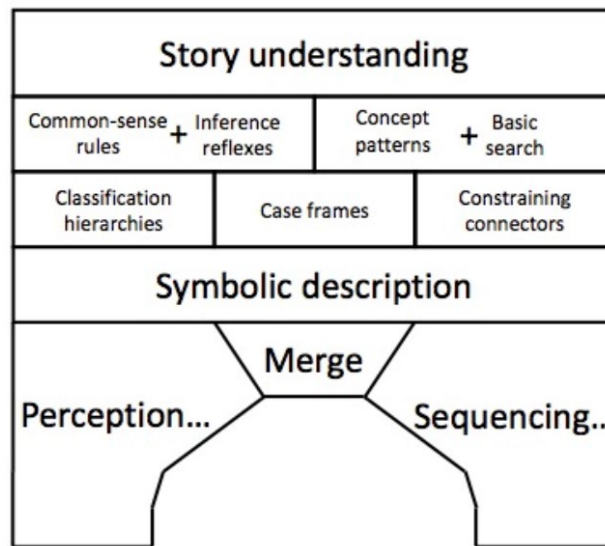 Story understanding
Common-sense rules + Inference reflexes
Concept patterns + Basic search
Classification hierarchies
Case frames
Constraining connectors
Symbolic description
Merge
Perception...
Sequencing..